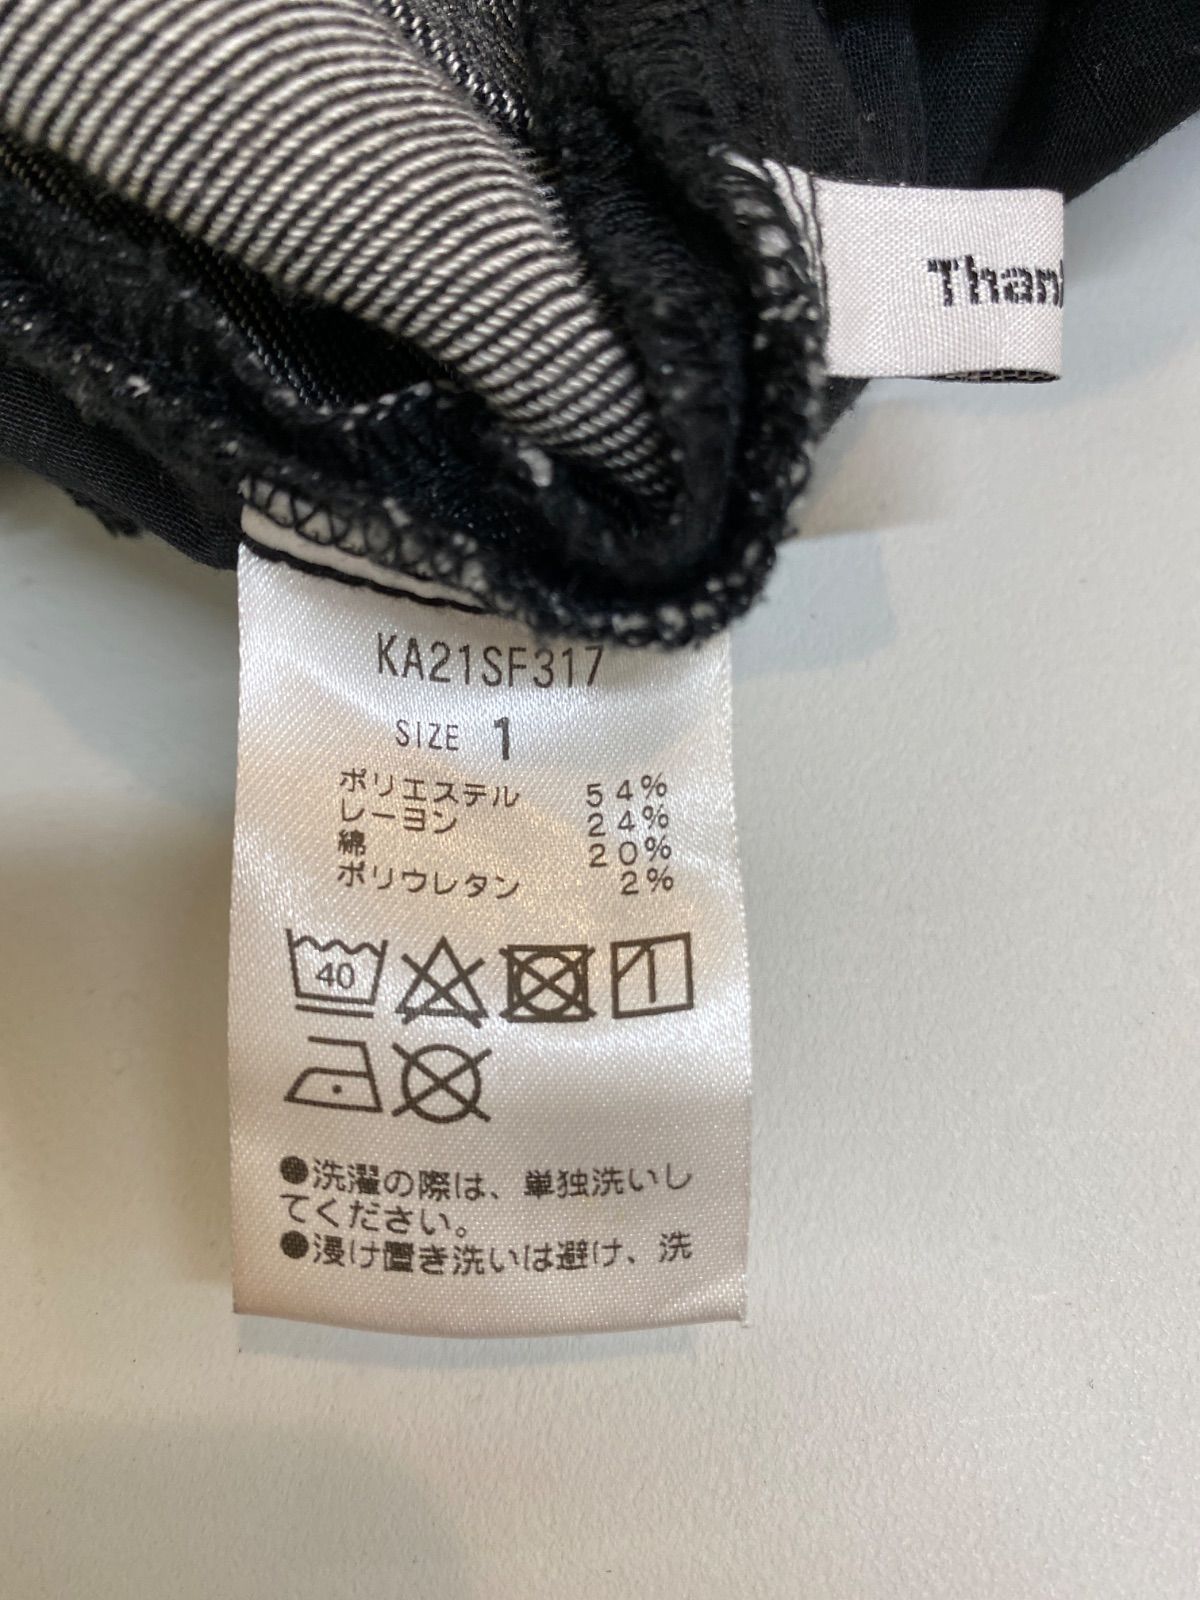 Than
KA21SF317
SIZE 1
ポリエステル 54%
レーヨン 24%
綿 20%
ポリウレタン 2%
40
●洗濯の際は、単独洗いし
てください。
●浸け置き洗いは避け、洗